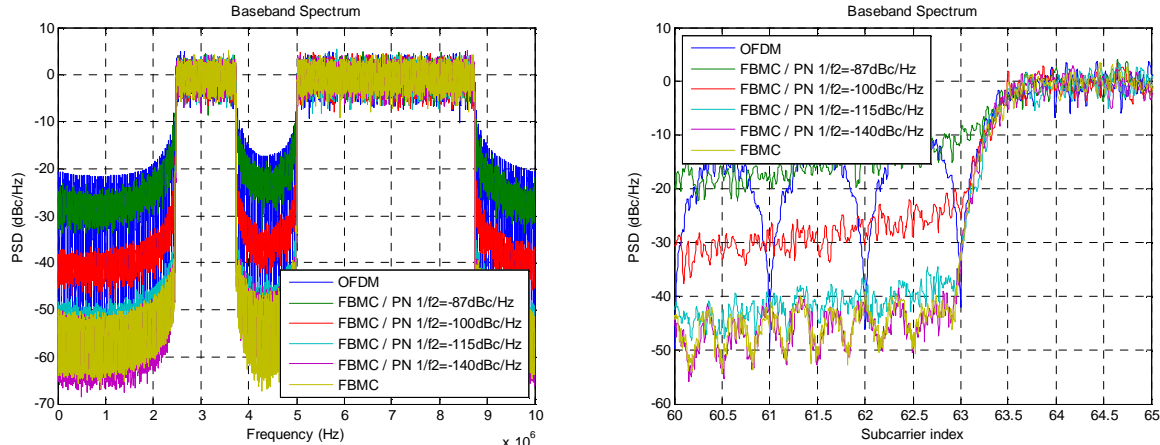 Baseband Spectrum
10
0
-10
-20
-30
-40
-50
-60
-70
PSD (dBc/Hz)
OFDM
FBMC / PN 1/f2=-87dBc/Hz
FBMC / PN 1/f2=-100dBc/Hz
FBMC / PN 1/f2=-115dBc/Hz
FBMC / PN 1/f2=-140dBc/Hz
FBMC
0 1 2 3 4 5 6 7 8 9 10
Frequency (Hz)
x 10^6
Baseband Spectrum
OFDM
FBMC / PN 1/f2=-87dBc/Hz
FBMC / PN 1/f2=-100dBc/Hz
FBMC / PN 1/f2=-115dBc/Hz
FBMC / PN 1/f2=-140dBc/Hz
FBMC
10
0
-10
-20
-30
-40
-50
-60
PSD (dBc/Hz)
60 60.5 61 61.5 62 62.5 63 63.5 64 64.5 65
Subcarrier index